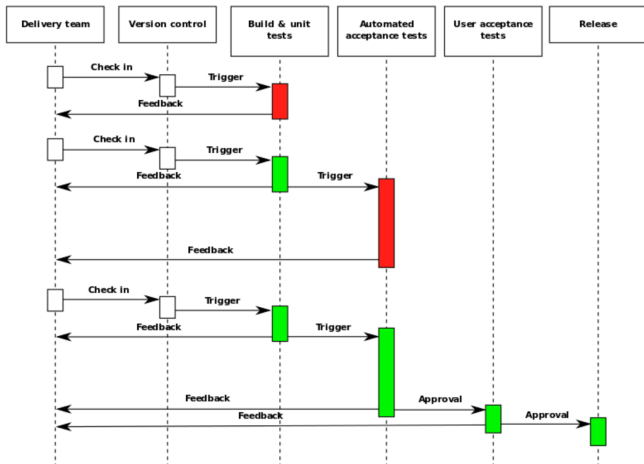 Delivery team
Version control
Build & unit
tests
Automated
acceptance tests
User acceptance
tests
Release
Check in
Trigger
Feedback
Check in
Trigger
Feedback
Trigger
Feedback
Check in
Trigger
Feedback
Trigger
Feedback
Approval
Feedback
Approval